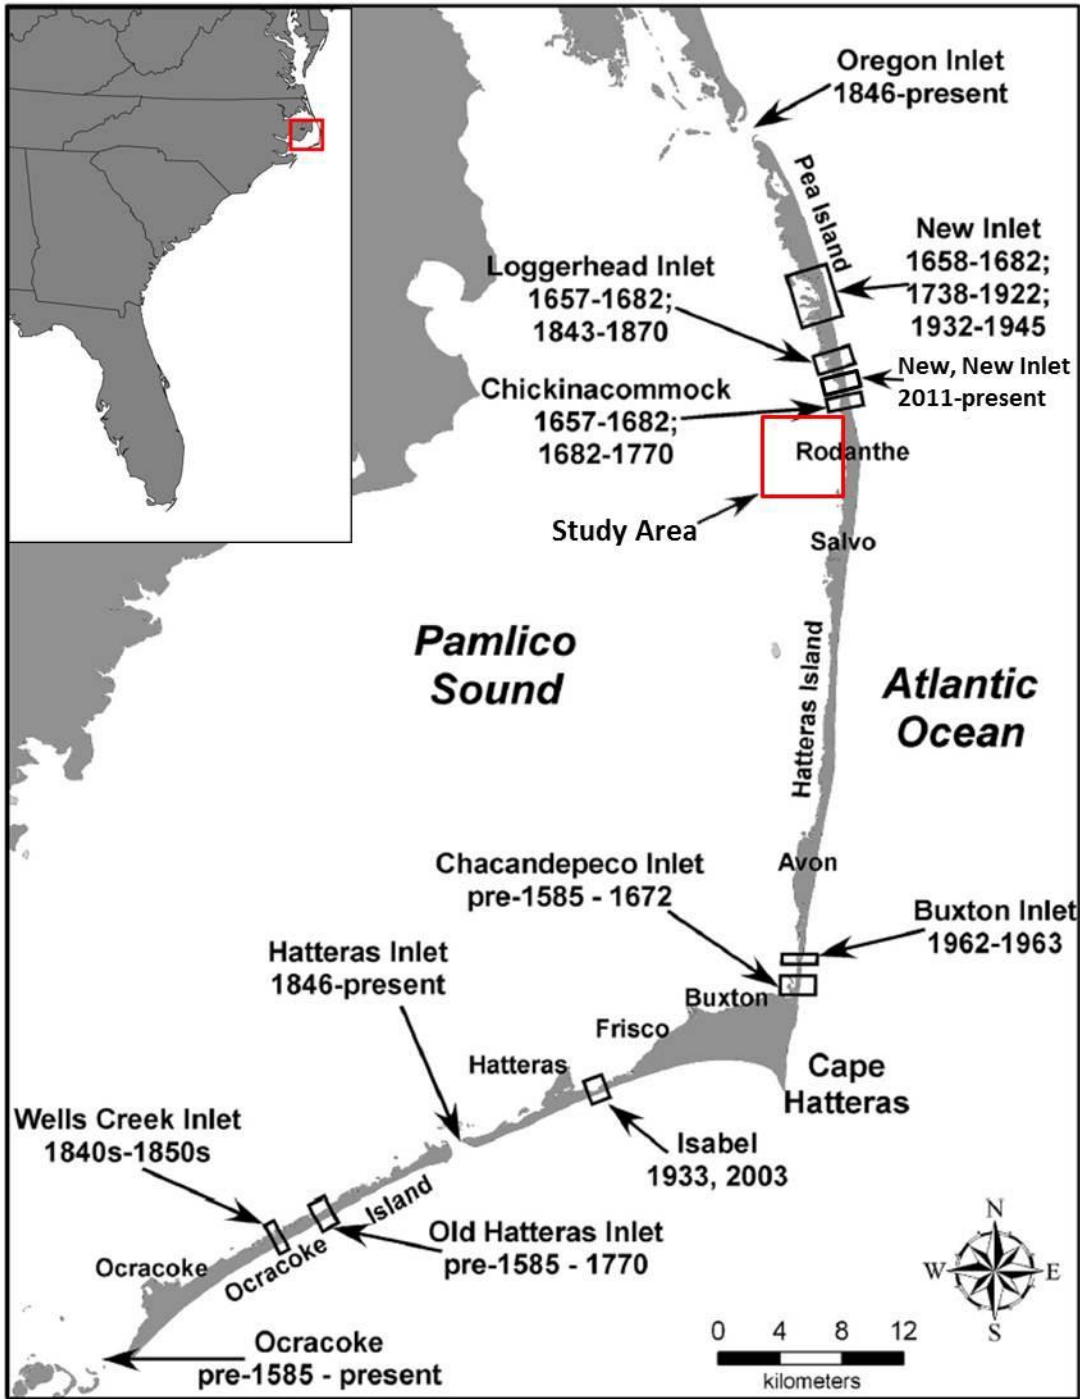 Oregon Inlet
1846-present
Pea Island
New Inlet
1658-1682;
1738-1922;
1932-1945
Loggerhead Inlet
1657-1682;
1843-1870
New, New Inlet
2011-present
Chickinacommock
1657-1682;
1682-1770
Rodanthe
Study Area
Salvo
Pamlico
Sound
Hatteras Island
Atlantic
Ocean
Avon
Chacandepeco Inlet
pre-1585 - 1672
Buxton Inlet
1962-1963
Hatteras Inlet
1846-present
Buxton
Frisco
Hatteras
Cape
Hatteras
Wells Creek Inlet
1840s-1850s
Isabel
1933, 2003
Ocracoke Island
Old Hatteras Inlet
pre-1585 - 1770
Ocracoke
Ocracoke
pre-1585 - present
N
W E
S
0 4 8 12
kilometers